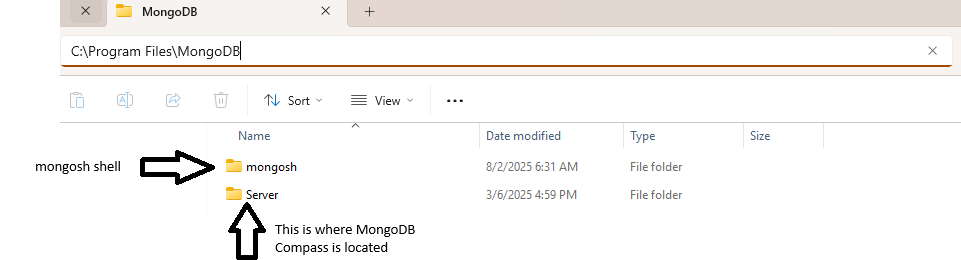 MongoDB
C:\Program Files\MongoDB
Sort
View
Name
Date modified
Type
Size
mongosh shell
mongosh
8/2/2025 6:31 AM
File folder
Server
3/6/2025 4:59 PM
File folder
This is where MongoDB
Compass is located